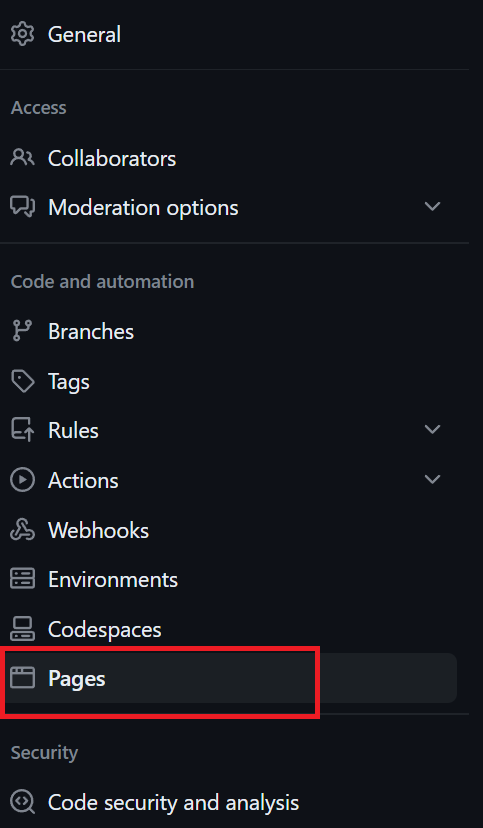 General
Access
Collaborators
Moderation options
Code and automation
Branches
Tags
Rules
Actions
Webhooks
Environments
Codespaces
Pages
Security
Code security and analysis